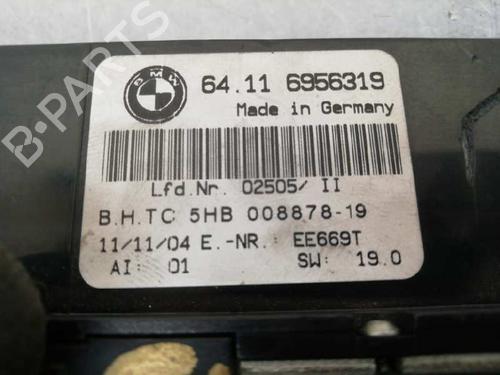 BMW
64.11 6956319
Made in Germany
Lfd.Nr. 02505/ II
B.H.TC 5HB 008878-19
11/11/04 E.-NR: EE669T
AI: 01 SW: 19.0
B PARTS